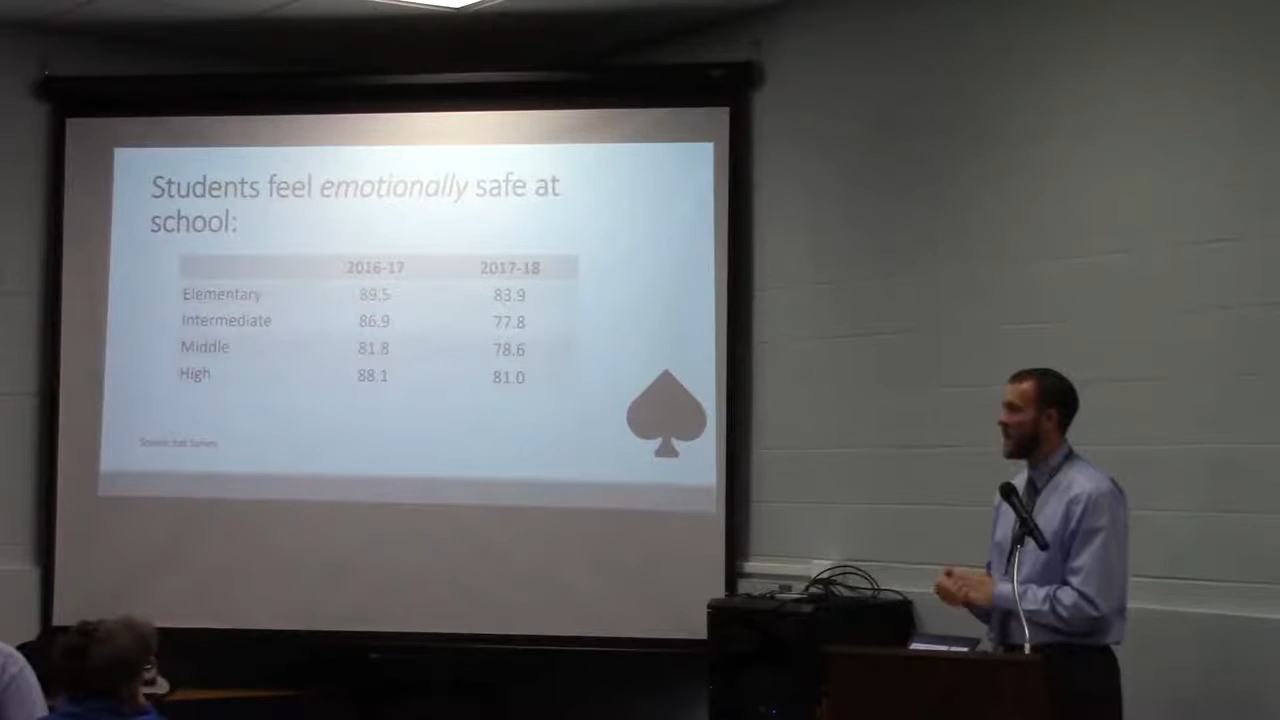 Students feel emotionally safe at
school:
2016-17 2017-18
Elementary 89.5 83.9
Intermediate 86.9 77.8
Middle 81.8 78.6
High 88.1 81.0